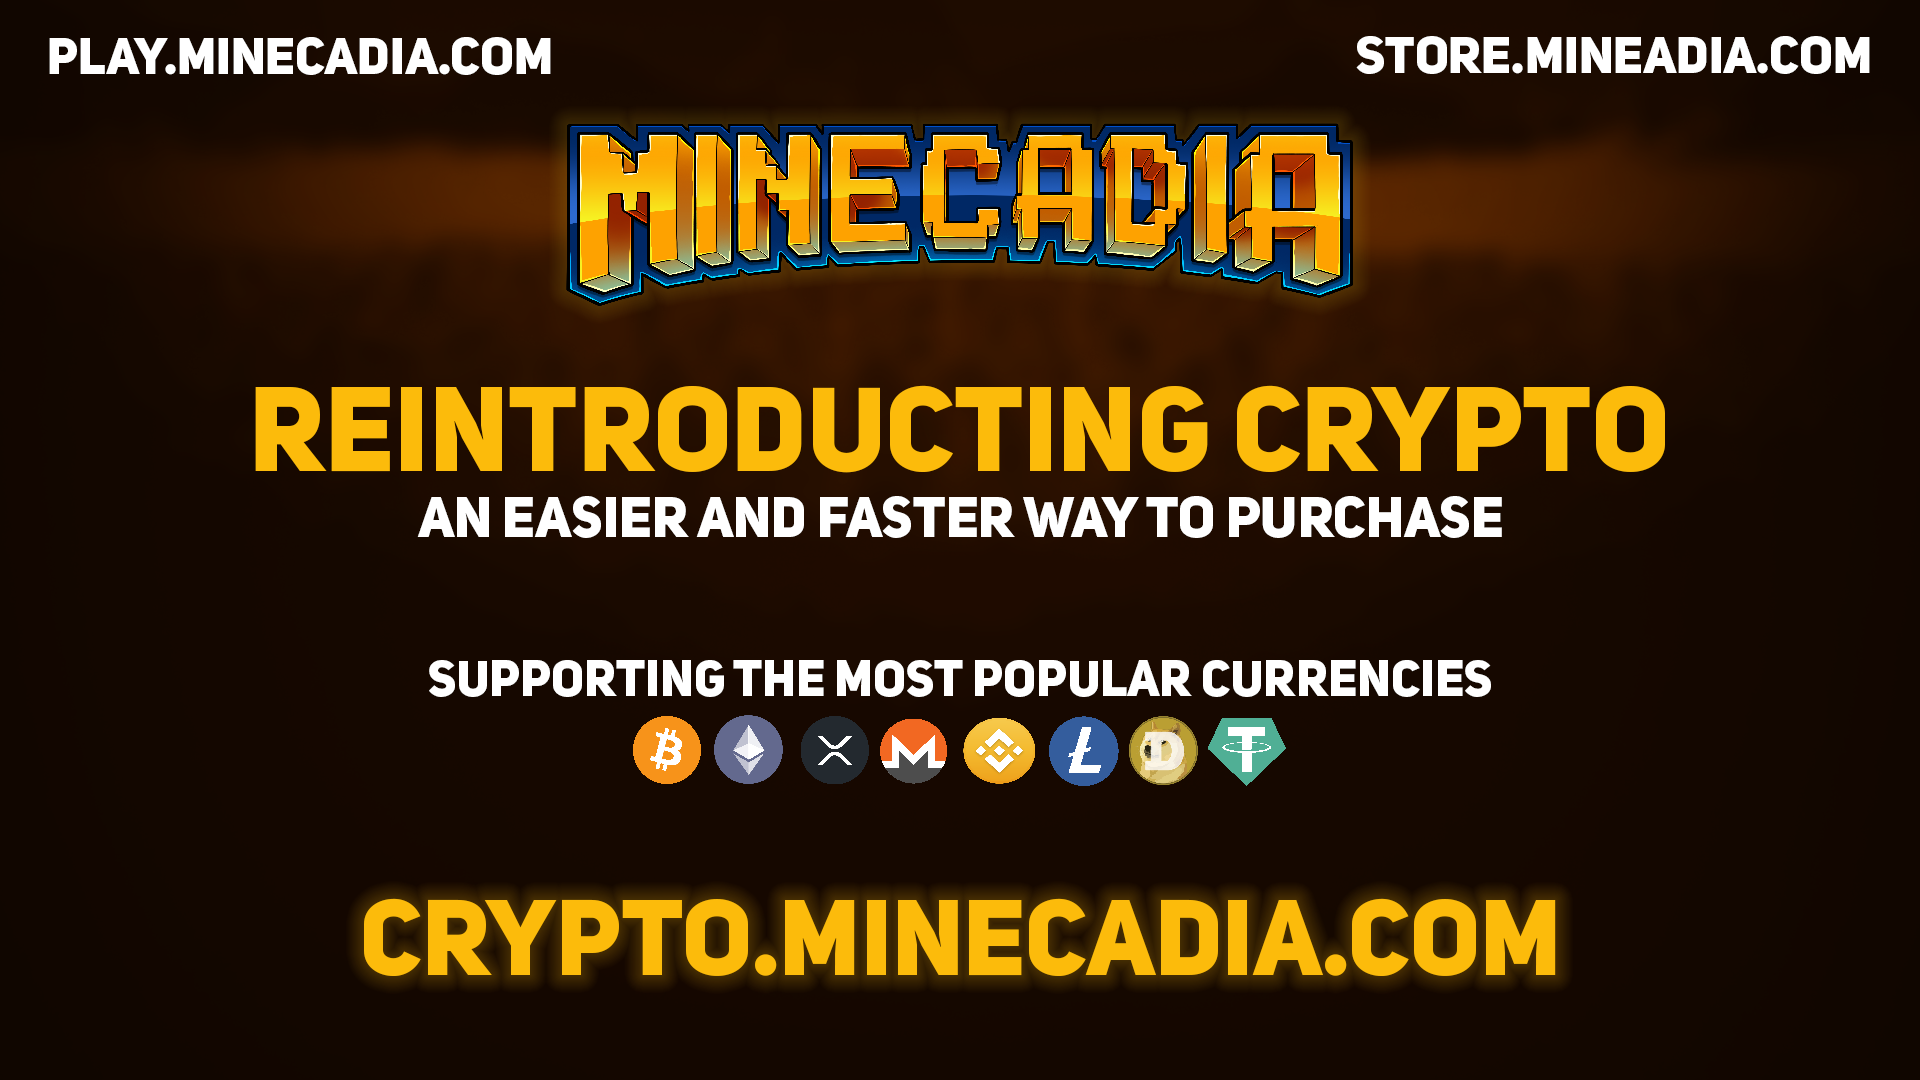 PLAY.MINECADIA.COM
STORE.MINEADIA.COM
MINECADIA
REINTRODUCTING CRYPTO
AN EASIER AND FASTER WAY TO PURCHASE
SUPPORTING THE MOST POPULAR CURRENCIES
CRYPTO.MINECADIA.COM